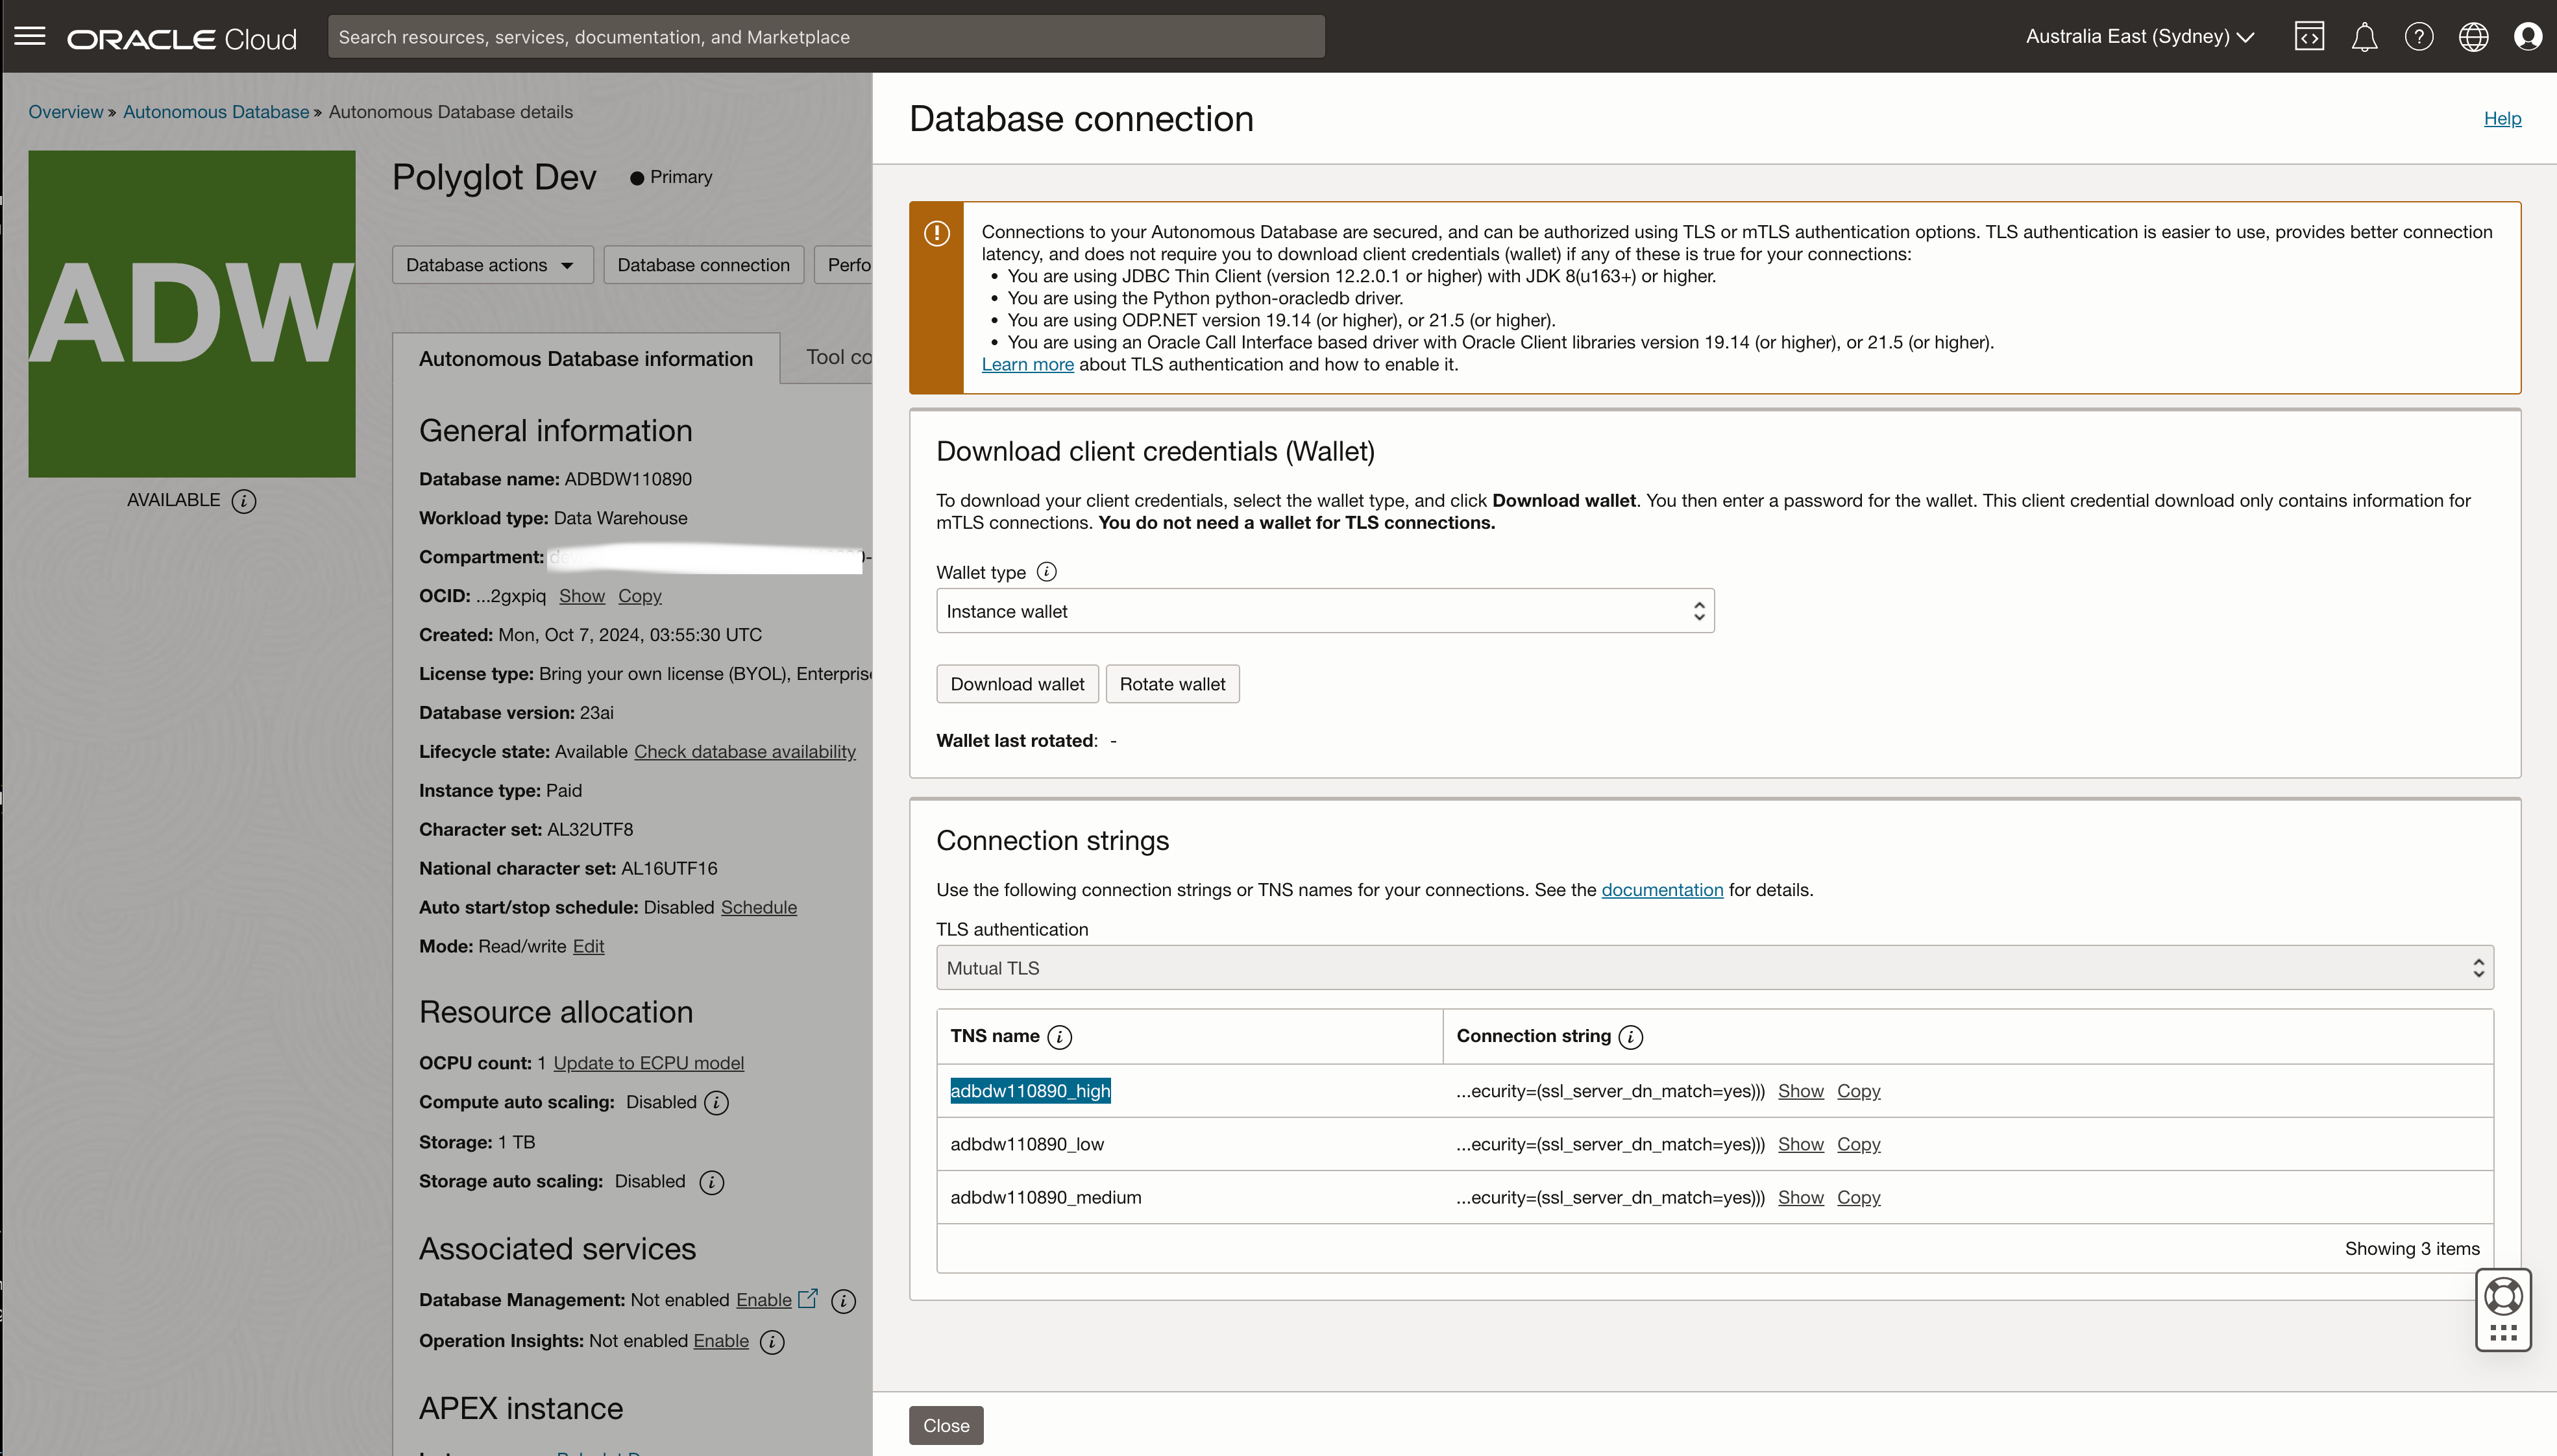 ORACLE Cloud
Search resources, services, documentation, and Marketplace
Australia East (Sydney)
Overview » Autonomous Database » Autonomous Database details
ADW
AVAILABLE
Polyglot Dev
Primary
Database actions
Database connection
Perfo
Autonomous Database information
Tool co
General information
Database name: ADBDW110890
Workload type: Data Warehouse
Compartment:
OCID: ...2gxpiq Show Copy
Created: Mon, Oct 7, 2024, 03:55:30 UTC
License type: Bring your own license (BYOL), Enterprise
Database version: 23ai
Lifecycle state: Available Check database availability
Instance type: Paid
Character set: AL32UTF8
National character set: AL16UTF16
Auto start/stop schedule: Disabled Schedule
Mode: Read/write Edit
Resource allocation
OCPU count: 1 Update to ECPU model
Compute auto scaling: Disabled
Storage: 1 TB
Storage auto scaling: Disabled
Associated services
Database Management: Not enabled Enable
Operation Insights: Not enabled Enable
APEX instance
Database connection
Help
Connections to your Autonomous Database are secured, and can be authorized using TLS or mTLS authentication options. TLS authentication is easier to use, provides better connection
latency, and does not require you to download client credentials (wallet) if any of these is true for your connections:
• You are using JDBC Thin Client (version 12.2.0.1 or higher) with JDK 8(u163+) or higher.
• You are using the Python python-oracledb driver.
• You are using ODP.NET version 19.14 (or higher), or 21.5 (or higher).
• You are using an Oracle Call Interface based driver with Oracle Client libraries version 19.14 (or higher), or 21.5 (or higher).
Learn more about TLS authentication and how to enable it.
Download client credentials (Wallet)
To download your client credentials, select the wallet type, and click Download wallet. You then enter a password for the wallet. This client credential download only contains information for
mTLS connections. You do not need a wallet for TLS connections.
Wallet type
Instance wallet
Download wallet
Rotate wallet
Wallet last rotated: -
Connection strings
Use the following connection strings or TNS names for your connections. See the documentation for details.
TLS authentication
Mutual TLS
TNS name
Connection string
adbdw110890_high
...ecurity=(ssl_server_dn_match=yes))) Show Copy
adbdw110890_low
...ecurity=(ssl_server_dn_match=yes))) Show Copy
adbdw110890_medium
...ecurity=(ssl_server_dn_match=yes))) Show Copy
Showing 3 items
Close